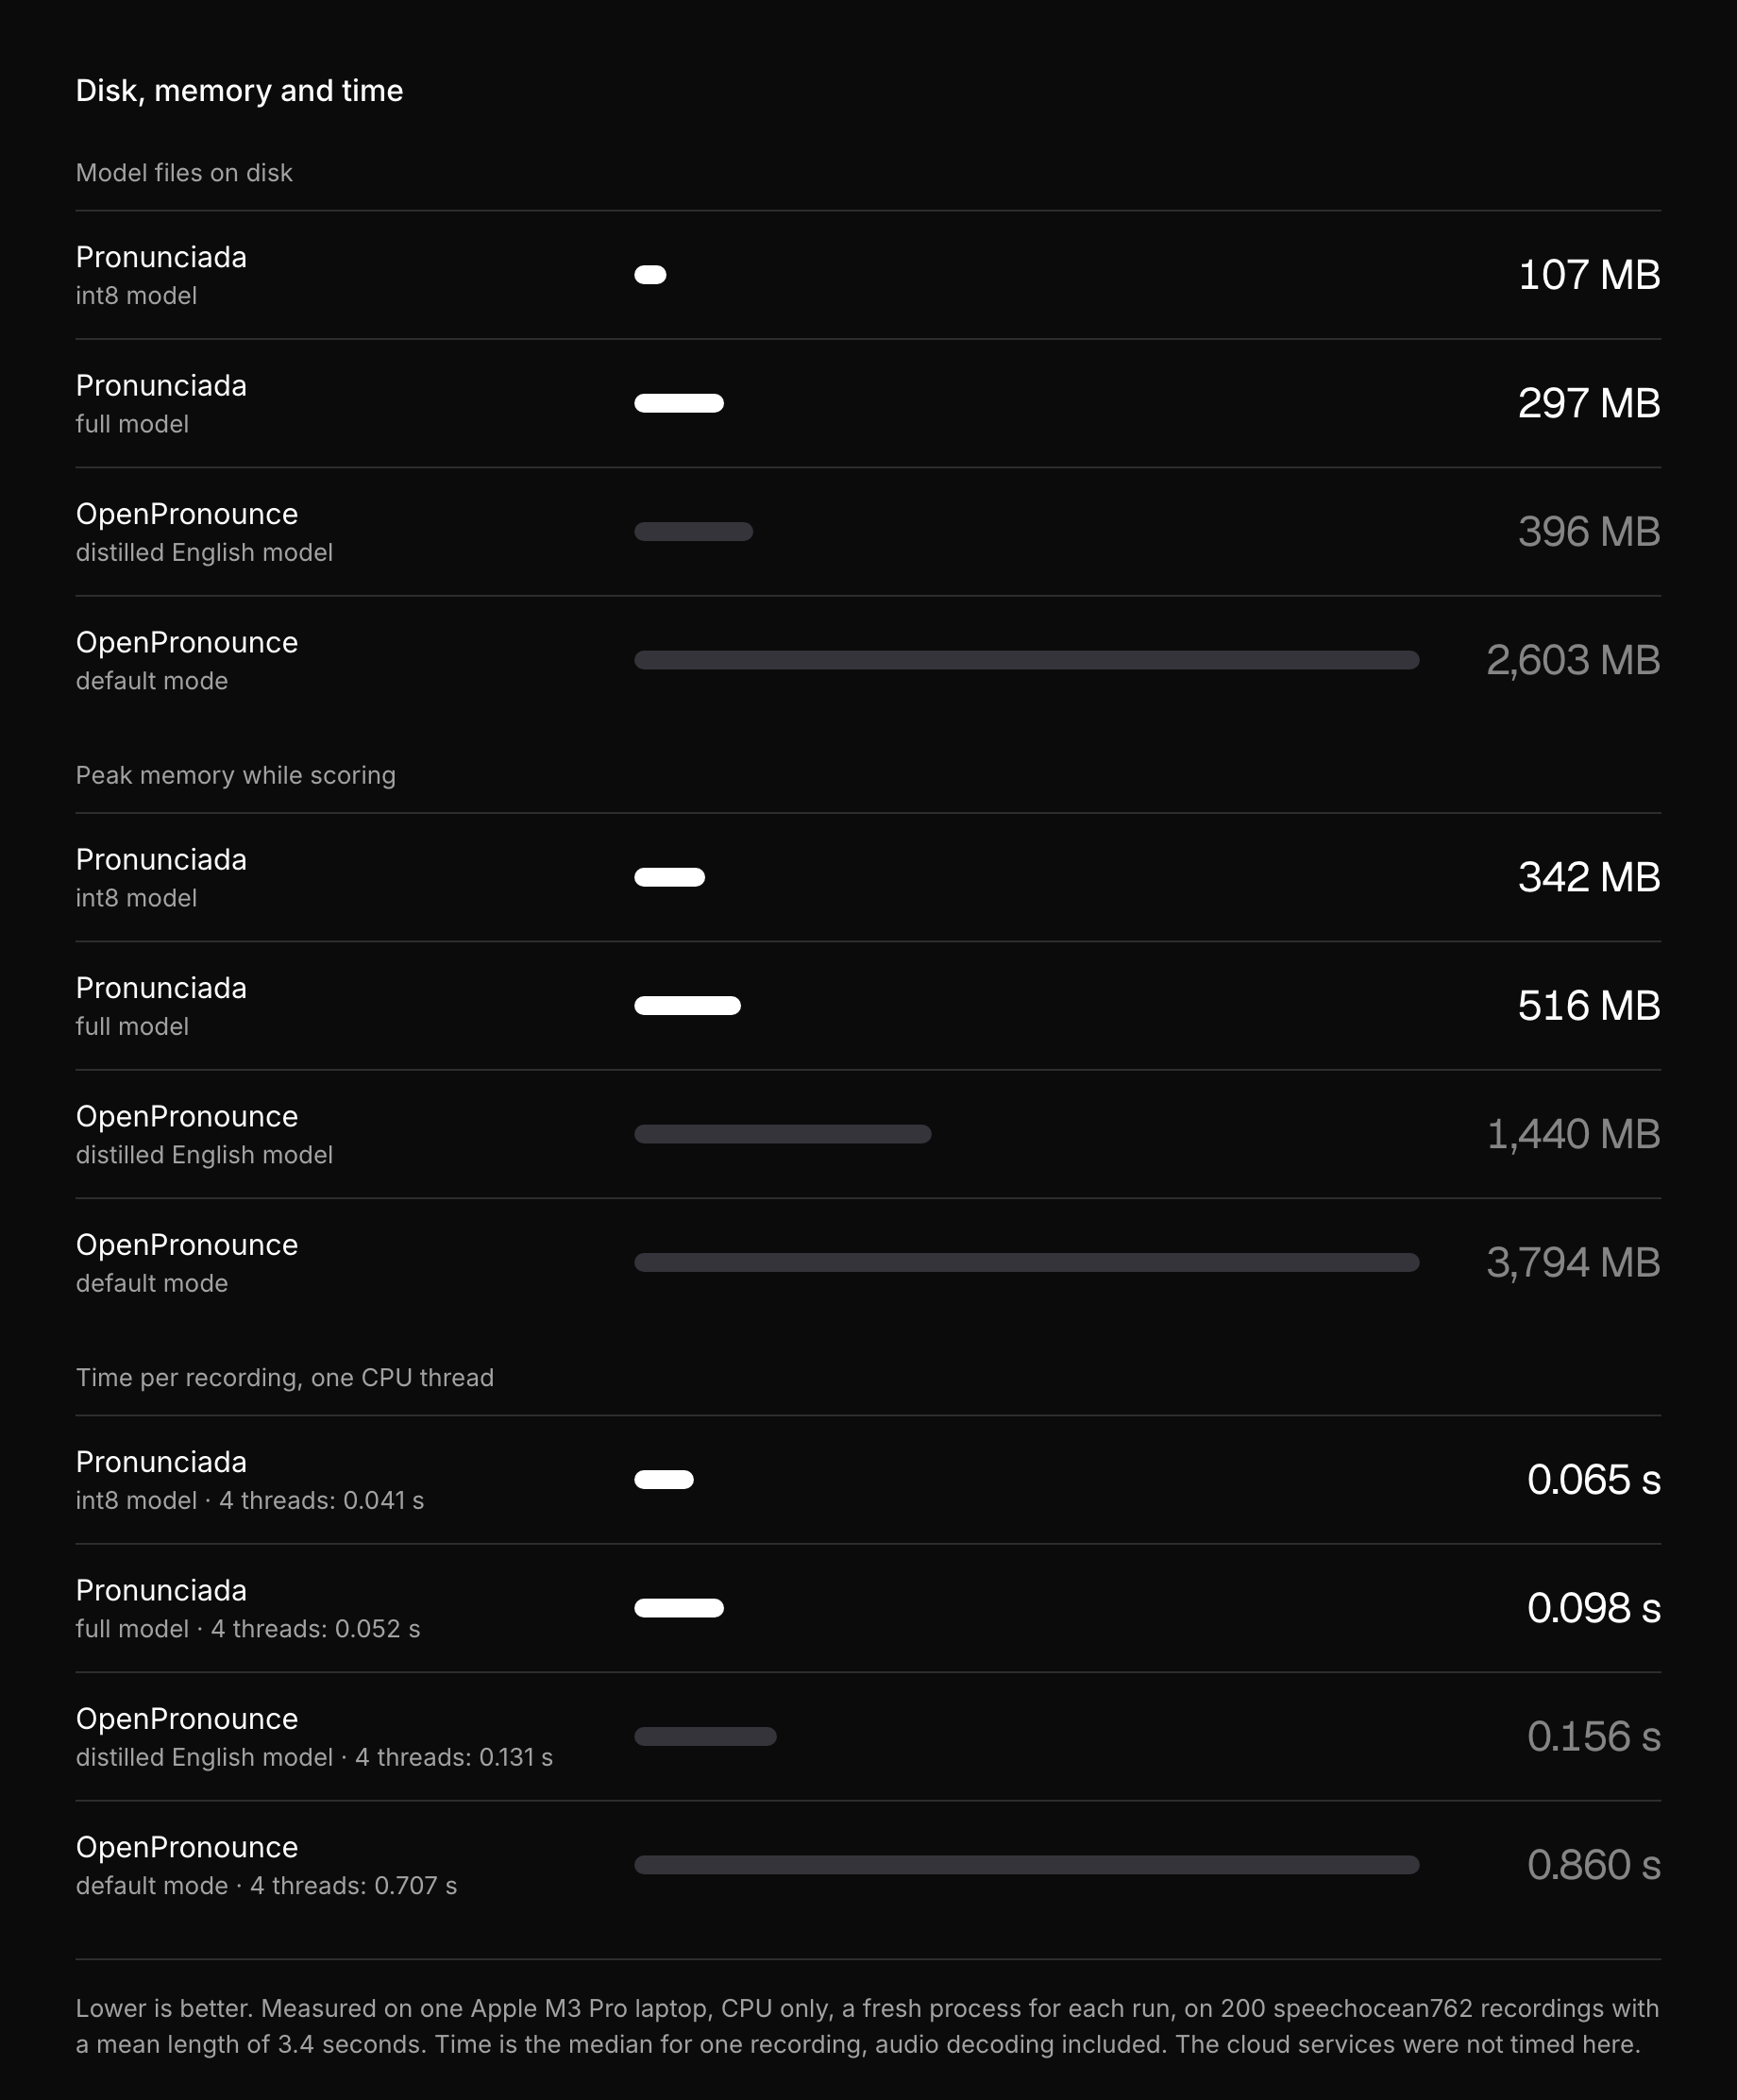 Disk, memory and time
Model files on disk
Pronunciada
int8 model
107 MB
Pronunciada
full model
297 MB
OpenPronounce
distilled English model
396 MB
OpenPronounce
default mode
2,603 MB
Peak memory while scoring
Pronunciada
int8 model
342 MB
Pronunciada
full model
516 MB
OpenPronounce
distilled English model
1,440 MB
OpenPronounce
default mode
3,794 MB
Time per recording, one CPU thread
Pronunciada
int8 model · 4 threads: 0.041 s
0.065 s
Pronunciada
full model · 4 threads: 0.052 s
0.098 s
OpenPronounce
distilled English model · 4 threads: 0.131 s
0.156 s
OpenPronounce
default mode · 4 threads: 0.707 s
0.860 s
Lower is better. Measured on one Apple M3 Pro laptop, CPU only, a fresh process for each run, on 200 speechocean762 recordings with
a mean length of 3.4 seconds. Time is the median for one recording, audio decoding included. The cloud services were not timed here.